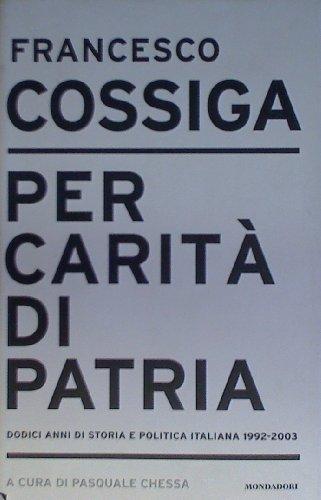 FRANCESCO
COSSIGA
PER
CARITÀ
DI
PATRIA
DODICI ANNI DI STORIA E POLITICA ITALIANA 1992-2003
A CURA DI PASQUALE CHESSA
MONDADORI